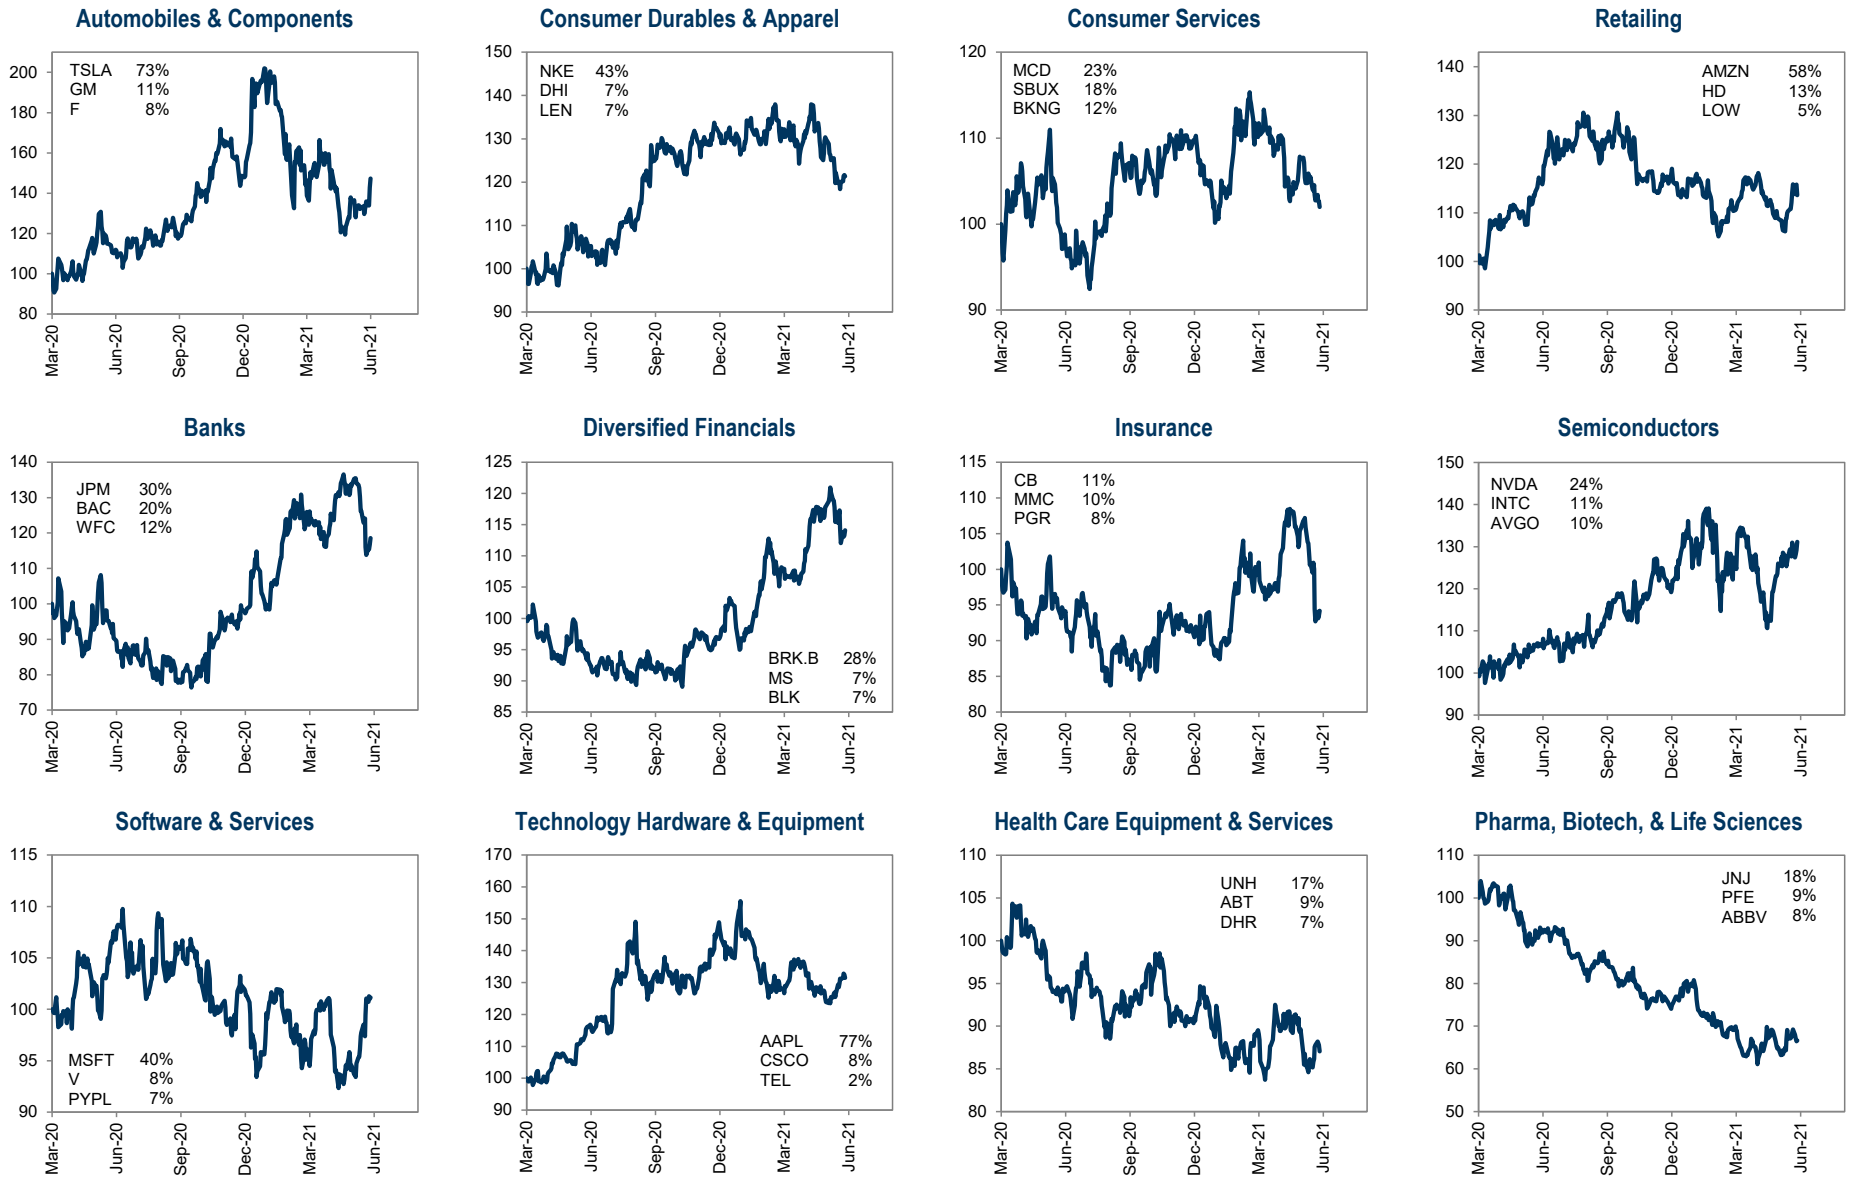 Automobiles & Components
200
180
160
140
120
100
80
TSLA 73%
GM 11%
F 8%
Mar-20
Jun-20
Sep-20
Dec-20
Mar-21
Jun-21
Consumer Durables & Apparel
150
140
130
120
110
100
90
NKE 43%
DHI 7%
LEN 7%
Mar-20
Jun-20
Sep-20
Dec-20
Mar-21
Jun-21
Consumer Services
120
110
100
90
MCD 23%
SBUX 18%
BKNG 12%
Mar-20
Jun-20
Sep-20
Dec-20
Mar-21
Jun-21
Retailing
140
130
120
110
100
90
AMZN 58%
HD 13%
LOW 5%
Mar-20
Jun-20
Sep-20
Dec-20
Mar-21
Jun-21
Banks
140
130
120
110
100
90
80
70
JPM 30%
BAC 20%
WFC 12%
Mar-20
Jun-20
Sep-20
Dec-20
Mar-21
Jun-21
Diversified Financials
125
120
115
110
105
100
95
90
85
BRK.B 28%
MS 7%
BLK 7%
Mar-20
Jun-20
Sep-20
Dec-20
Mar-21
Jun-21
Insurance
115
110
105
100
95
90
85
80
CB 11%
MMC 10%
PGR 8%
Mar-20
Jun-20
Sep-20
Dec-20
Mar-21
Jun-21
Semiconductors
150
140
130
120
110
100
90
NVDA 24%
INTC 11%
AVGO 10%
Mar-20
Jun-20
Sep-20
Dec-20
Mar-21
Jun-21
Software & Services
115
110
105
100
95
90
MSFT 40%
V 8%
PYPL 7%
Mar-20
Jun-20
Sep-20
Dec-20
Mar-21
Jun-21
Technology Hardware & Equipment
170
160
150
140
130
120
110
100
90
AAPL 77%
CSCO 8%
TEL 2%
Mar-20
Jun-20
Sep-20
Dec-20
Mar-21
Jun-21
Health Care Equipment & Services
110
105
100
95
90
85
80
UNH 17%
ABT 9%
DHR 7%
Mar-20
Jun-20
Sep-20
Dec-20
Mar-21
Jun-21
Pharma, Biotech, & Life Sciences
110
100
90
80
70
60
50
JNJ 18%
PFE 9%
ABBV 8%
Mar-20
Jun-20
Sep-20
Dec-20
Mar-21
Jun-21